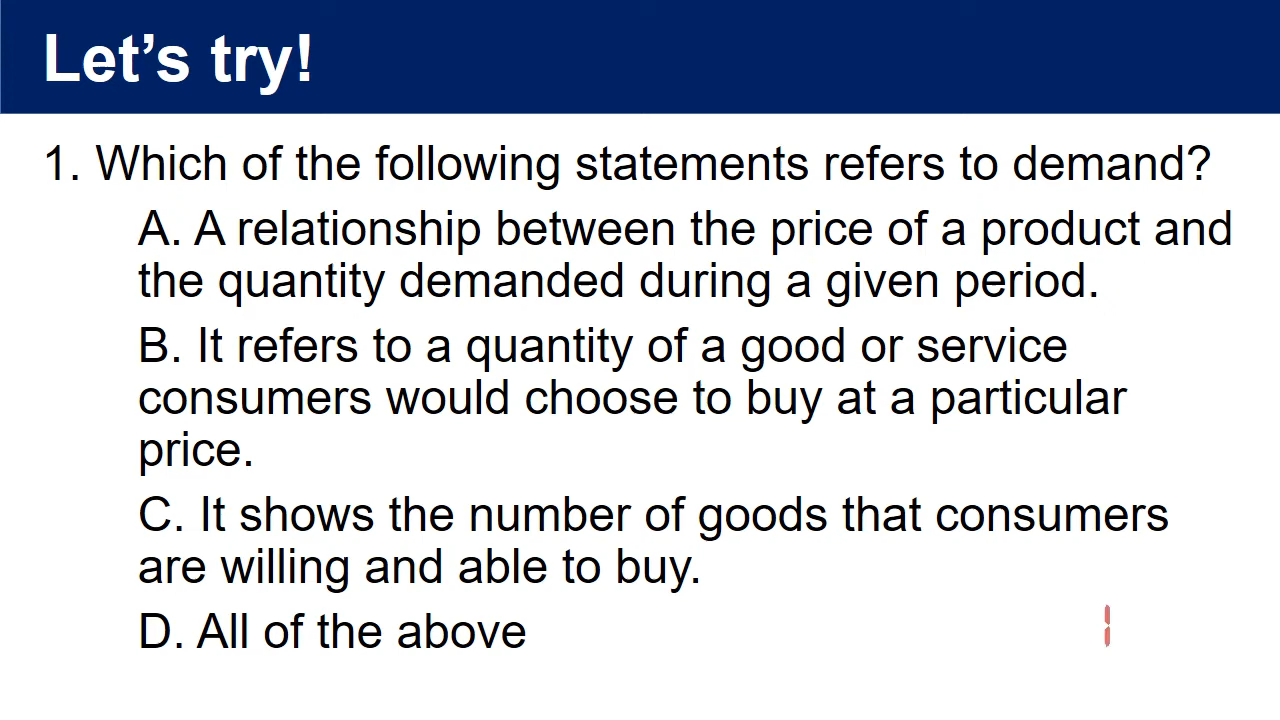 Let’s try!
1. Which of the following statements refers to demand?
A. A relationship between the price of a product and
the quantity demanded during a given period.
B. It refers to a quantity of a good or service
consumers would choose to buy at a particular
price.
C. It shows the number of goods that consumers
are willing and able to buy.
D. All of the above
1